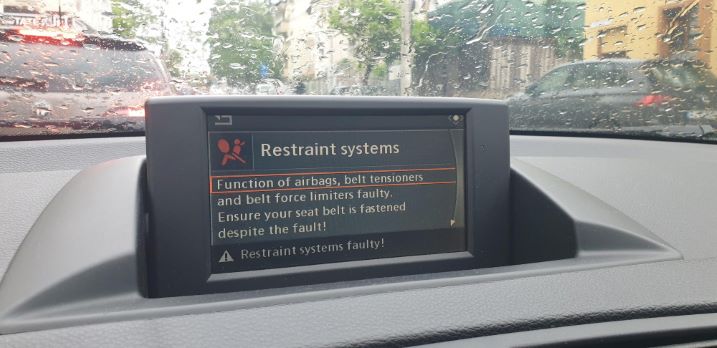 Restraint systems
Function of airbags, belt tensioners
and belt force limiters faulty.
Ensure your seat belt is fastened
despite the fault!
Restraint systems faulty!